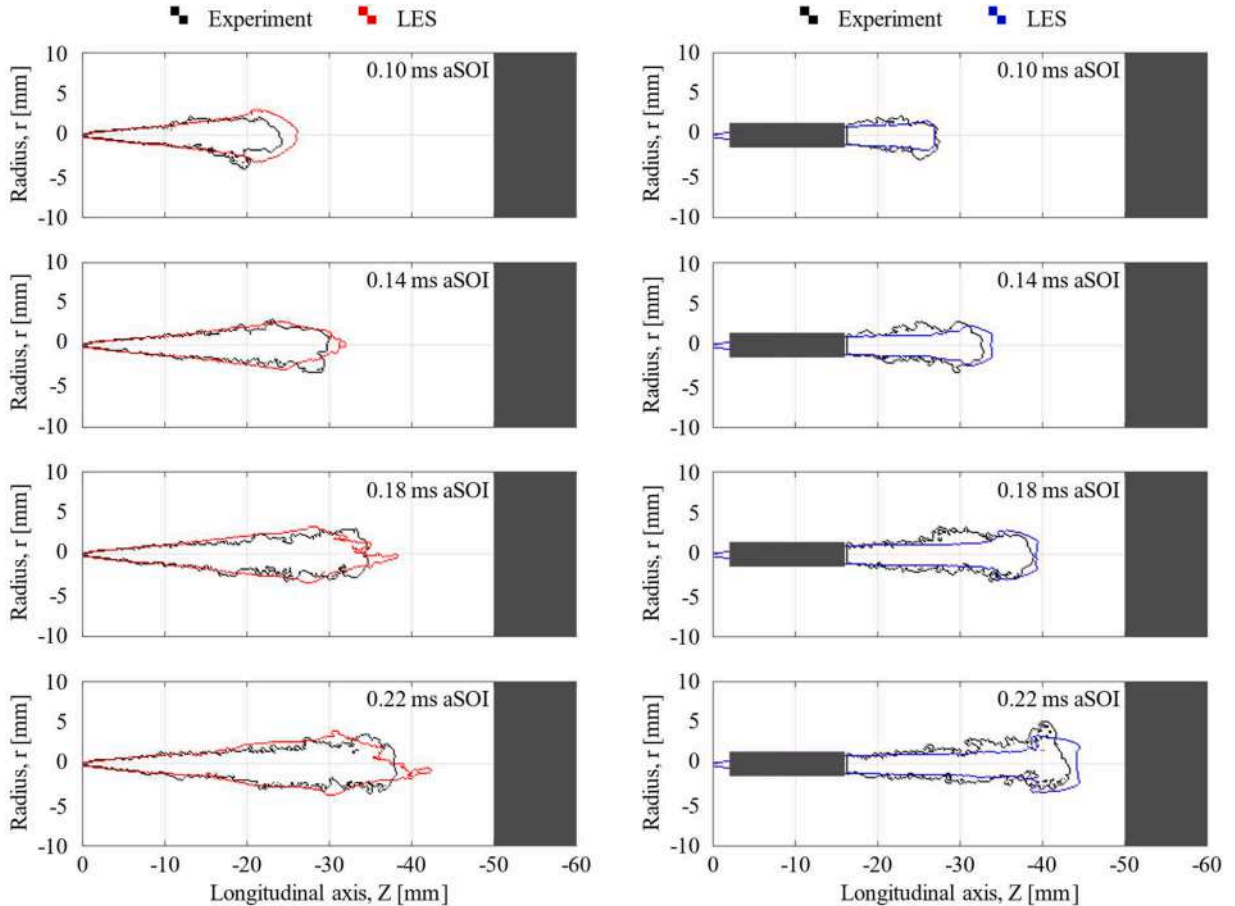 Experiment LES
Experiment LES
10
5
0
-5
-10
Radius, r [mm]
0.10 ms aSOI
10
5
0
-5
-10
Radius, r [mm]
0.10 ms aSOI
10
5
0
-5
-10
Radius, r [mm]
0.14 ms aSOI
10
5
0
-5
-10
Radius, r [mm]
0.14 ms aSOI
10
5
0
-5
-10
Radius, r [mm]
0.18 ms aSOI
10
5
0
-5
-10
Radius, r [mm]
0.18 ms aSOI
10
5
0
-5
-10
Radius, r [mm]
0.22 ms aSOI
0 -10 -20 -30 -40 -50 -60
Longitudinal axis, Z [mm]
10
5
0
-5
-10
Radius, r [mm]
0.22 ms aSOI
0 -10 -20 -30 -40 -50 -60
Longitudinal axis, Z [mm]